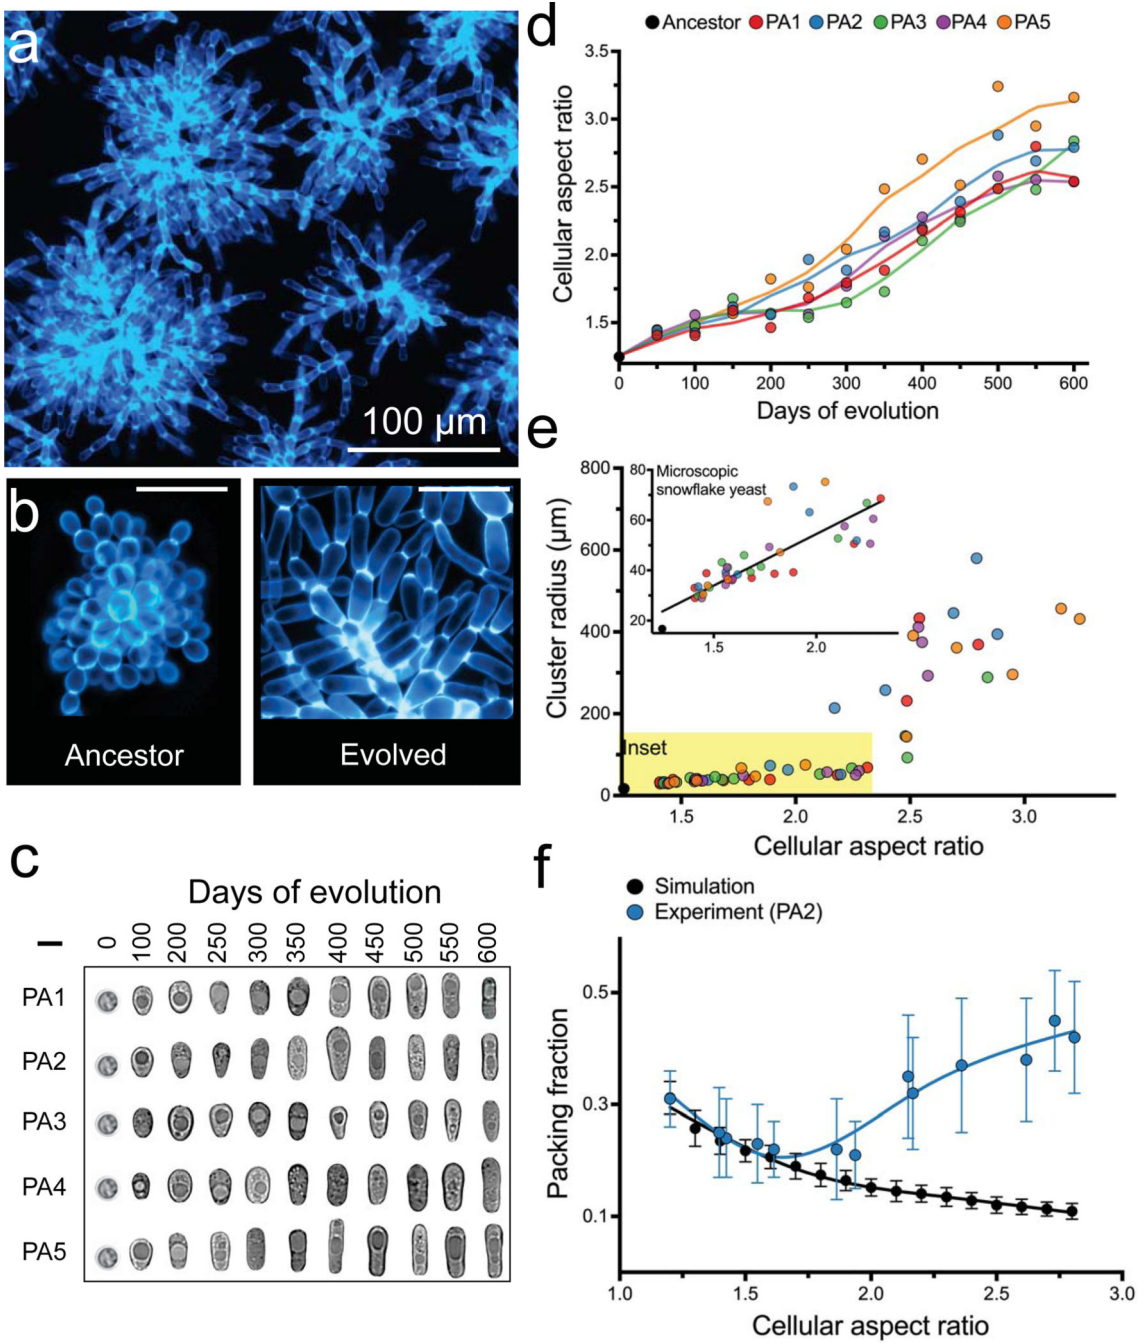 a
100 µm
b
Ancestor
Evolved
c
Days of evolution
0 100 200 250 300 350 400 450 500 550 600
PA1
PA2
PA3
PA4
PA5
d
Ancestor PA1 PA2 PA3 PA4 PA5
Cellular aspect ratio
3.5
3.0
2.5
2.0
1.5
0 100 200 300 400 500 600
Days of evolution
e
Cluster radius (µm)
800
600
400
200
0
80
60
40
20
Microscopic
snowflake yeast
1.5 2.0
Inset
1.5 2.0 2.5 3.0
Cellular aspect ratio
f
Simulation
Experiment (PA2)
Packing fraction
0.5
0.3
0.1
1.0 1.5 2.0 2.5 3.0
Cellular aspect ratio